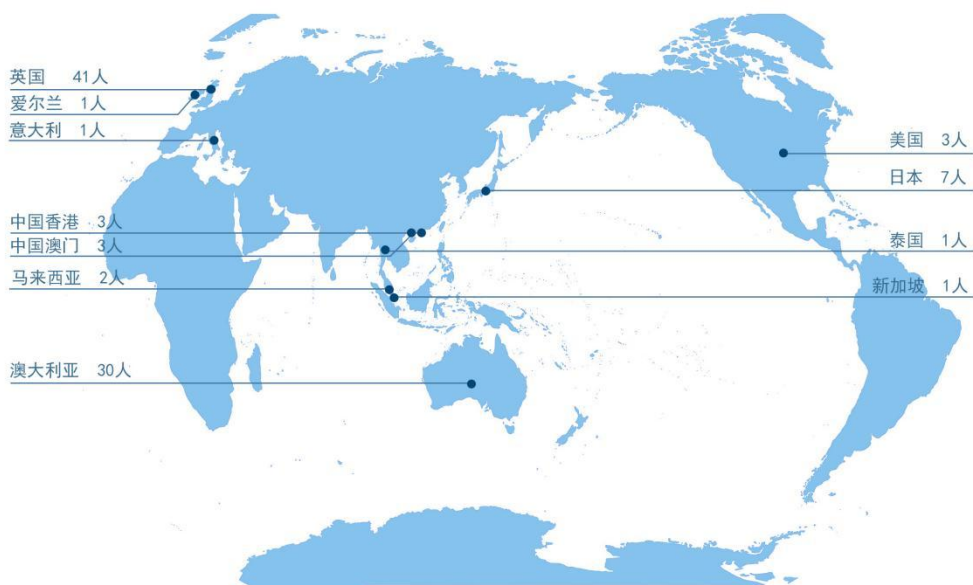 英国 41人
爱尔兰 1人
意大利 1人
美国 3人
日本 7人
中国香港 3人
中国澳门 3人
泰国 1人
马来西亚 2人
新加坡 1人
澳大利亚 30人